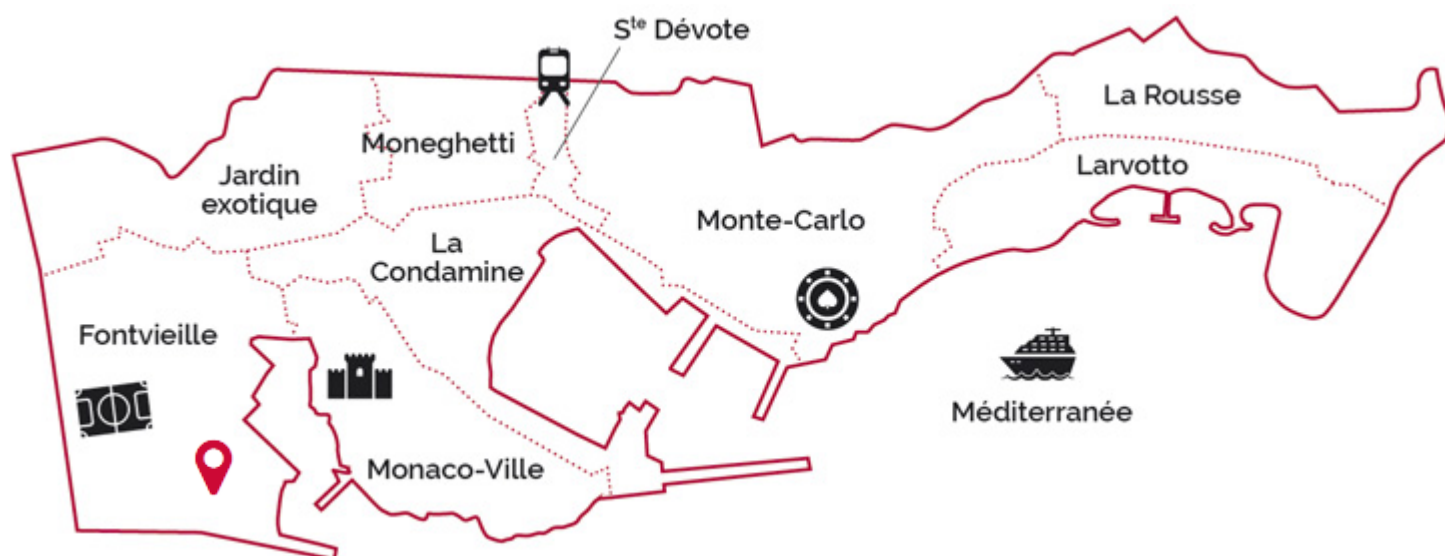 Sᵗᵉ Dévote
La Rousse
Moneghetti
Larvotto
Jardin
exotique
Monte-Carlo
La
Condamine
Fontvieille
Méditerranée
Monaco-Ville